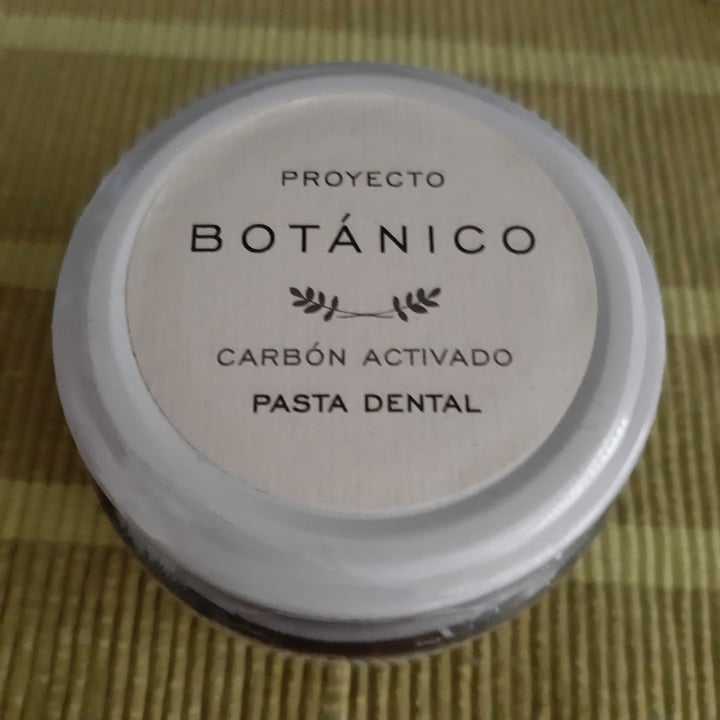 PROYECTO
BOTÁNICO
CARBÓN ACTIVADO
PASTA DENTAL